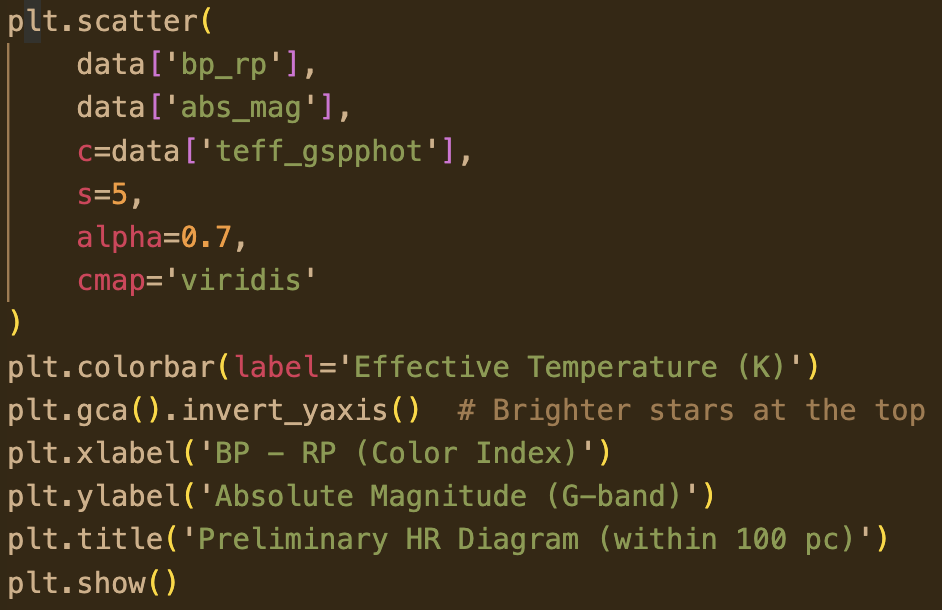 plt.scatter(
    data['bp_rp'],
    data['abs_mag'],
    c=data['teff_gspphot'],
    s=5,
    alpha=0.7,
    cmap='viridis'
)
plt.colorbar(label='Effective Temperature (K)')
plt.gca().invert_yaxis()  # Brighter stars at the top
plt.xlabel('BP - RP (Color Index)')
plt.ylabel('Absolute Magnitude (G-band)')
plt.title('Preliminary HR Diagram (within 100 pc)')
plt.show()